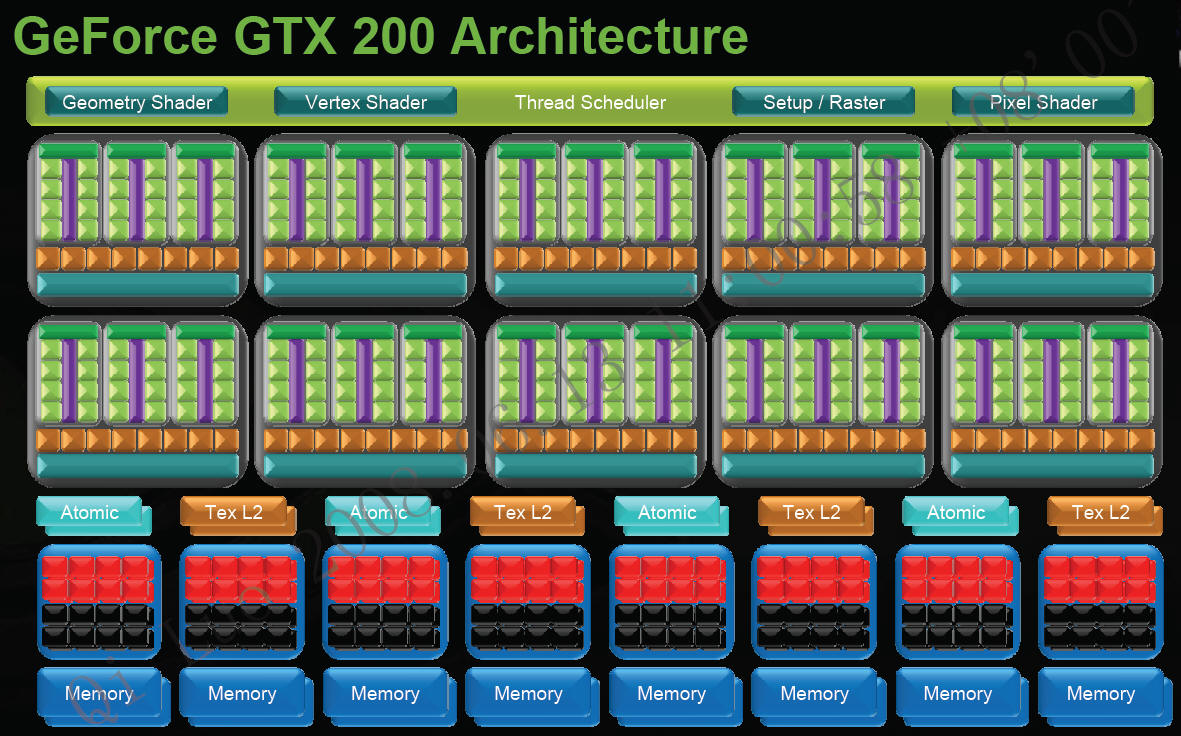 GeForce GTX 200 Architecture
Geometry Shader Vertex Shader Thread Scheduler Setup / Raster Pixel Shader
Atomic Tex L2 Atomic Tex L2 Atomic Tex L2 Atomic Tex L2
Memory Memory Memory Memory Memory Memory Memory Memory